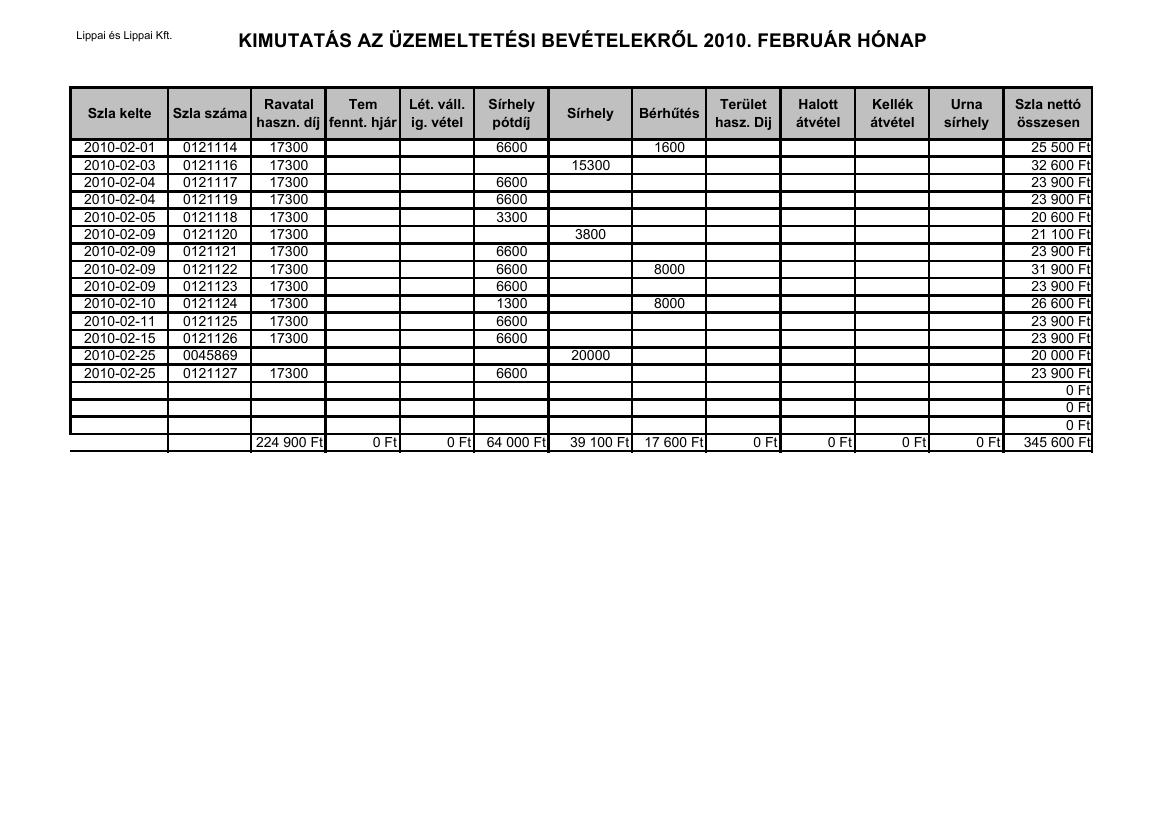 Lippai és Lippai Kft.
KIMUTATÁS AZ ÜZEMELTETÉSI BEVÉTELEKRŐL 2010. FEBRUÁR HÓNAP
Szla kelte Szla száma Ravatal haszn. díj Tem fennt. hjár Lét. váll. ig. vétel Sírhely pótdíj Sírhely Bérhűtés Terület hasz. Dij Halott átvétel Kellék átvétel Urna sírhely Szla nettó összesen
2010-02-01 0121114 17300 6600 1600 25 500 Ft
2010-02-03 0121116 17300 15300 32 600 Ft
2010-02-04 0121117 17300 6600 23 900 Ft
2010-02-04 0121119 17300 6600 23 900 Ft
2010-02-05 0121118 17300 3300 20 600 Ft
2010-02-09 0121120 17300 3800 21 100 Ft
2010-02-09 0121121 17300 6600 23 900 Ft
2010-02-09 0121122 17300 6600 8000 31 900 Ft
2010-02-09 0121123 17300 6600 23 900 Ft
2010-02-10 0121124 17300 1300 8000 26 600 Ft
2010-02-11 0121125 17300 6600 23 900 Ft
2010-02-15 0121126 17300 6600 23 900 Ft
2010-02-25 0045869 20000 20 000 Ft
2010-02-25 0121127 17300 6600 23 900 Ft
0 Ft
0 Ft
0 Ft
224 900 Ft 0 Ft 0 Ft 64 000 Ft 39 100 Ft 17 600 Ft 0 Ft 0 Ft 0 Ft 0 Ft 345 600 Ft